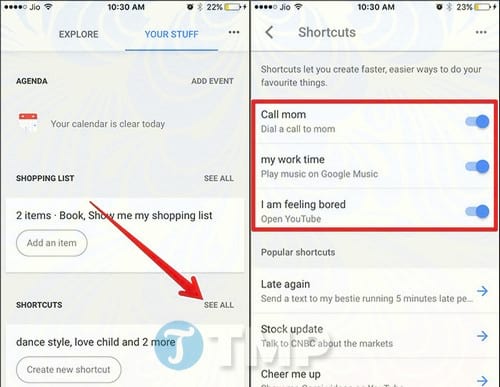 Jio 10:30 AM 22%
EXPLORE YOUR STUFF
AGENDA ADD EVENT
Your calendar is clear today
SHOPPING LIST SEE ALL
2 items · Book, Show me my shopping list
Add an item
SHORTCUTS SEE ALL
dance style, love child and 2 more
Create new shortcut
Jio 10:30 AM 23%
Shortcuts
Shortcuts let you create faster, easier ways to do your
favourite things.
Call mom
Dial a call to mom
my work time
Play music on Google Music
I am feeling bored
Open YouTube
Popular shortcuts
Late again
Send a text to my bestie running 5 minutes late pe...
Stock update
Talk to CNBC about the markets
Cheer me up
TMP